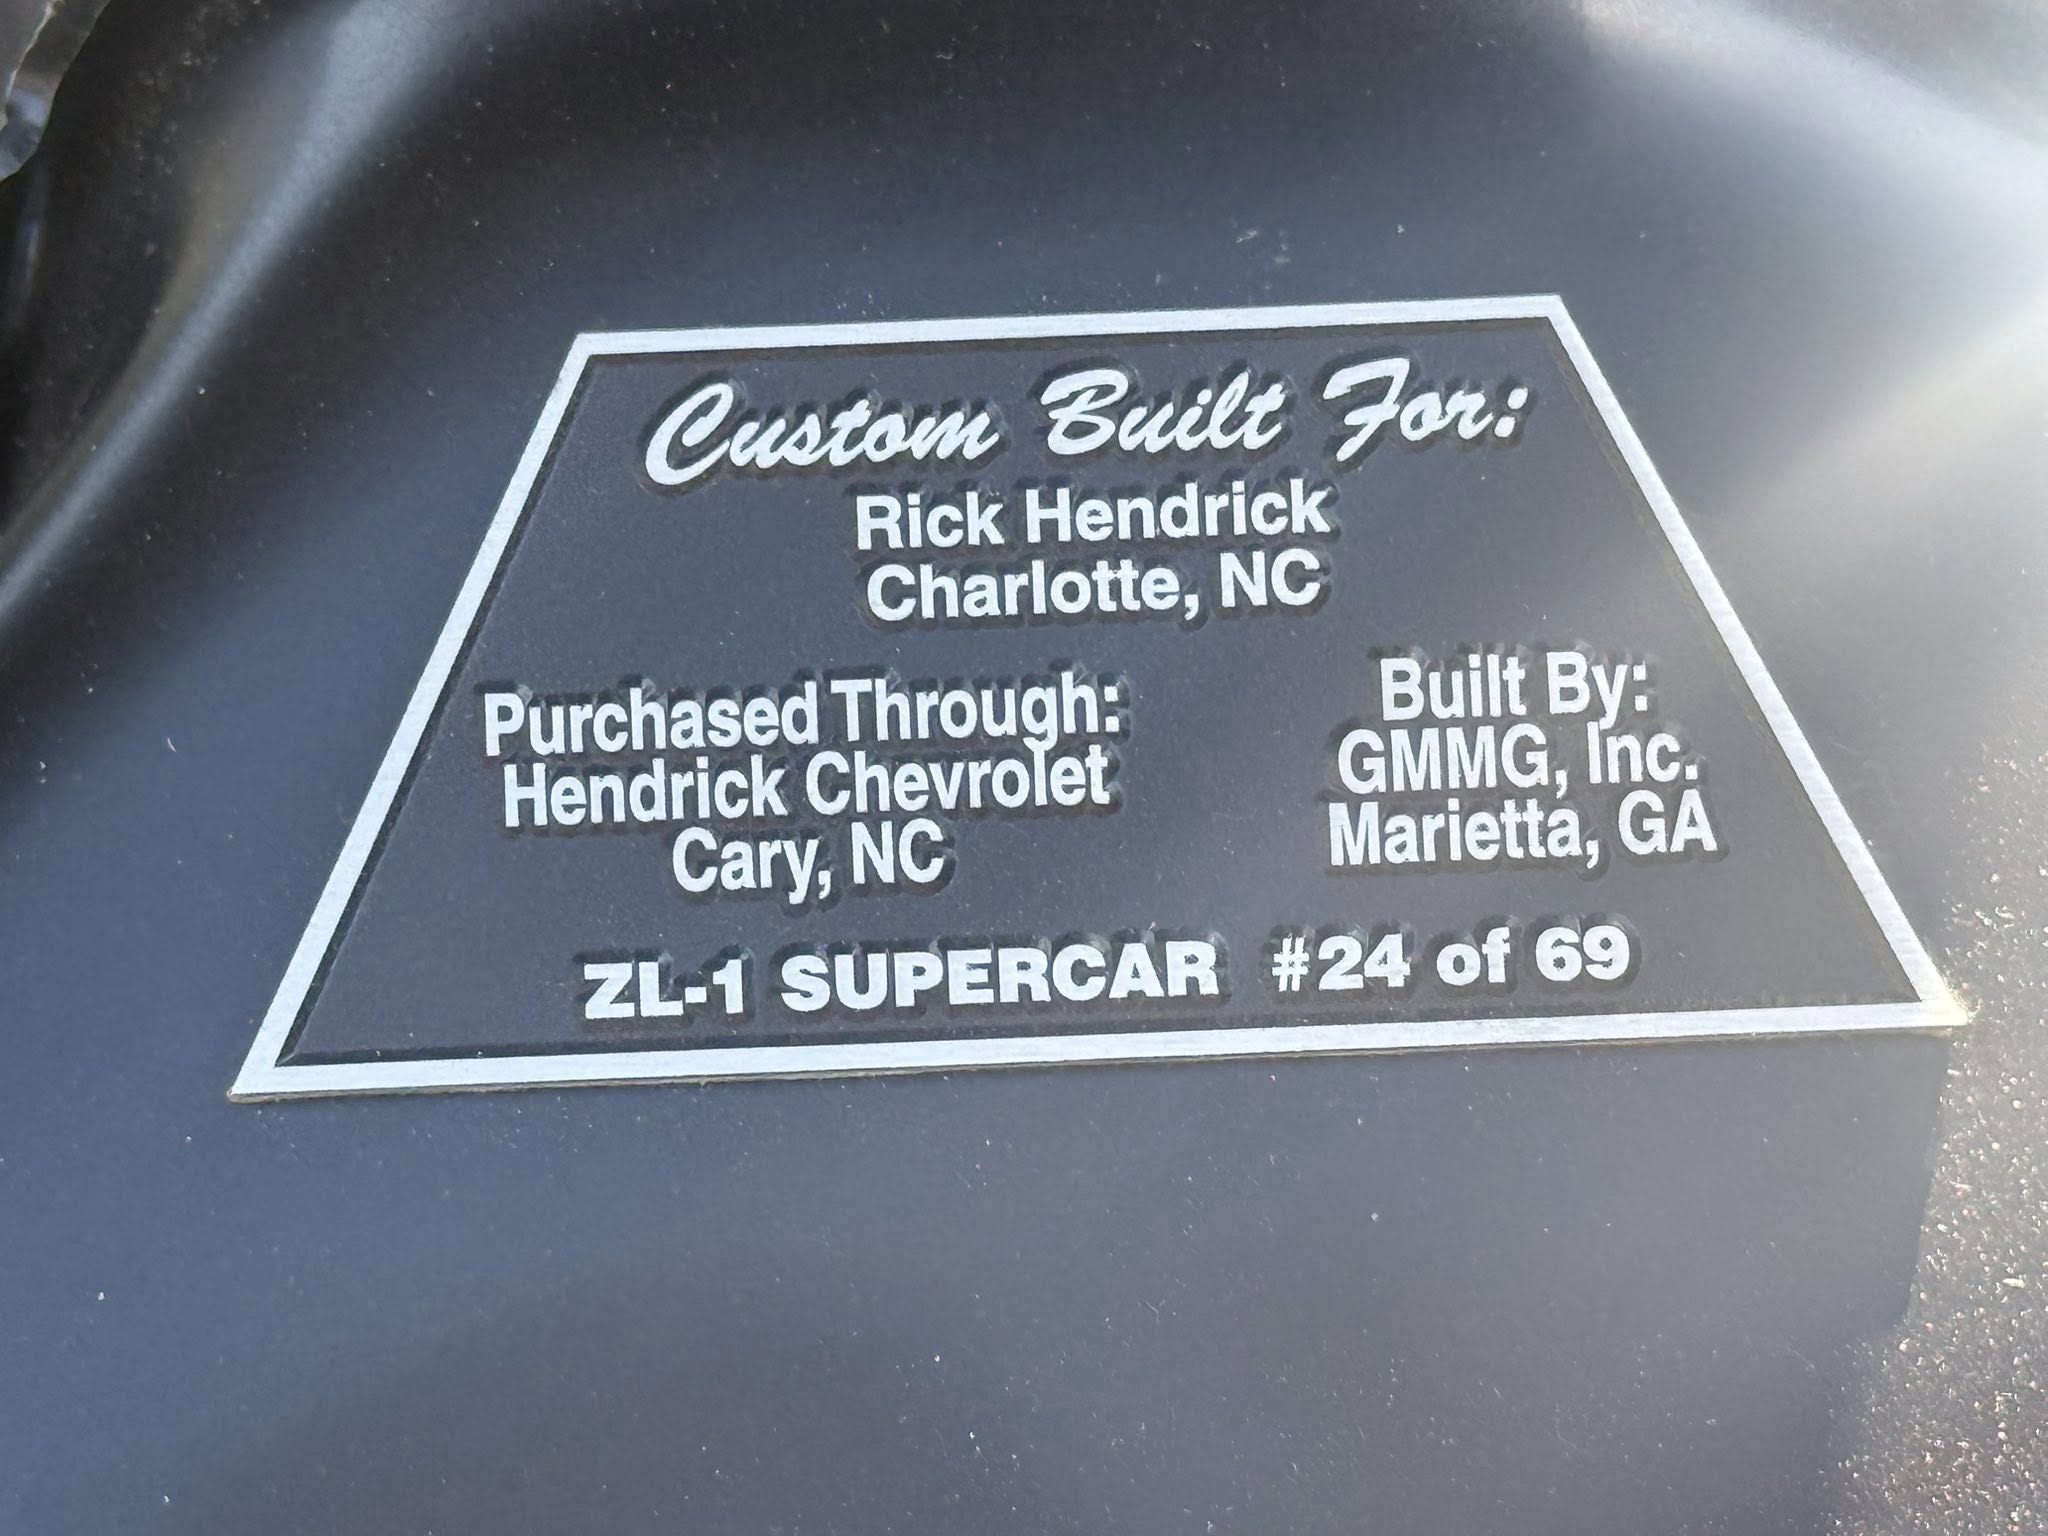 Custom Built For:
Rick Hendrick
Charlotte, NC
Purchased Through:
Hendrick Chevrolet
Cary, NC
Built By:
GMMG, Inc.
Marietta, GA
ZL-1 SUPERCAR #24 of 69